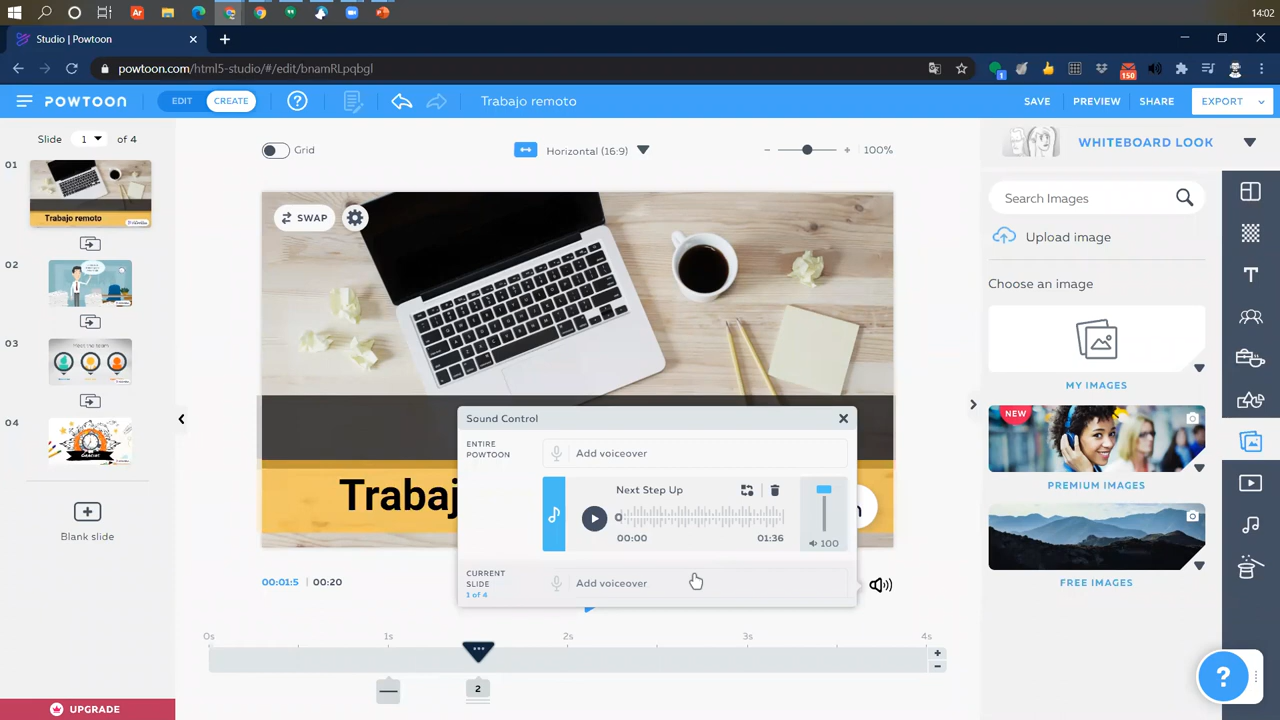 14:02
Studio | Powtoon
powtoon.com/html5-studio/#/edit/bnamRLpqbgl
1
150
POWTOON
EDIT
CREATE
Trabajo remoto
SAVE
PREVIEW
SHARE
EXPORT
Slide
1
of 4
Grid
Horizontal (16:9)
100%
WHITEBOARD LOOK
01
Trabajo remoto
SWAP
Search Images
Upload image
02
Choose an image
03
MY IMAGES
NEW
Sound Control
04
ENTIRE
POWTOON
Add voiceover
Trabaj
Next Step Up
PREMIUM IMAGES
00:00
01:36
100
Blank slide
CURRENT
SLIDE
1 of 4
Add voiceover
00:01:5
00:20
FREE IMAGES
0s
1s
2s
3s
4s
2
UPGRADE